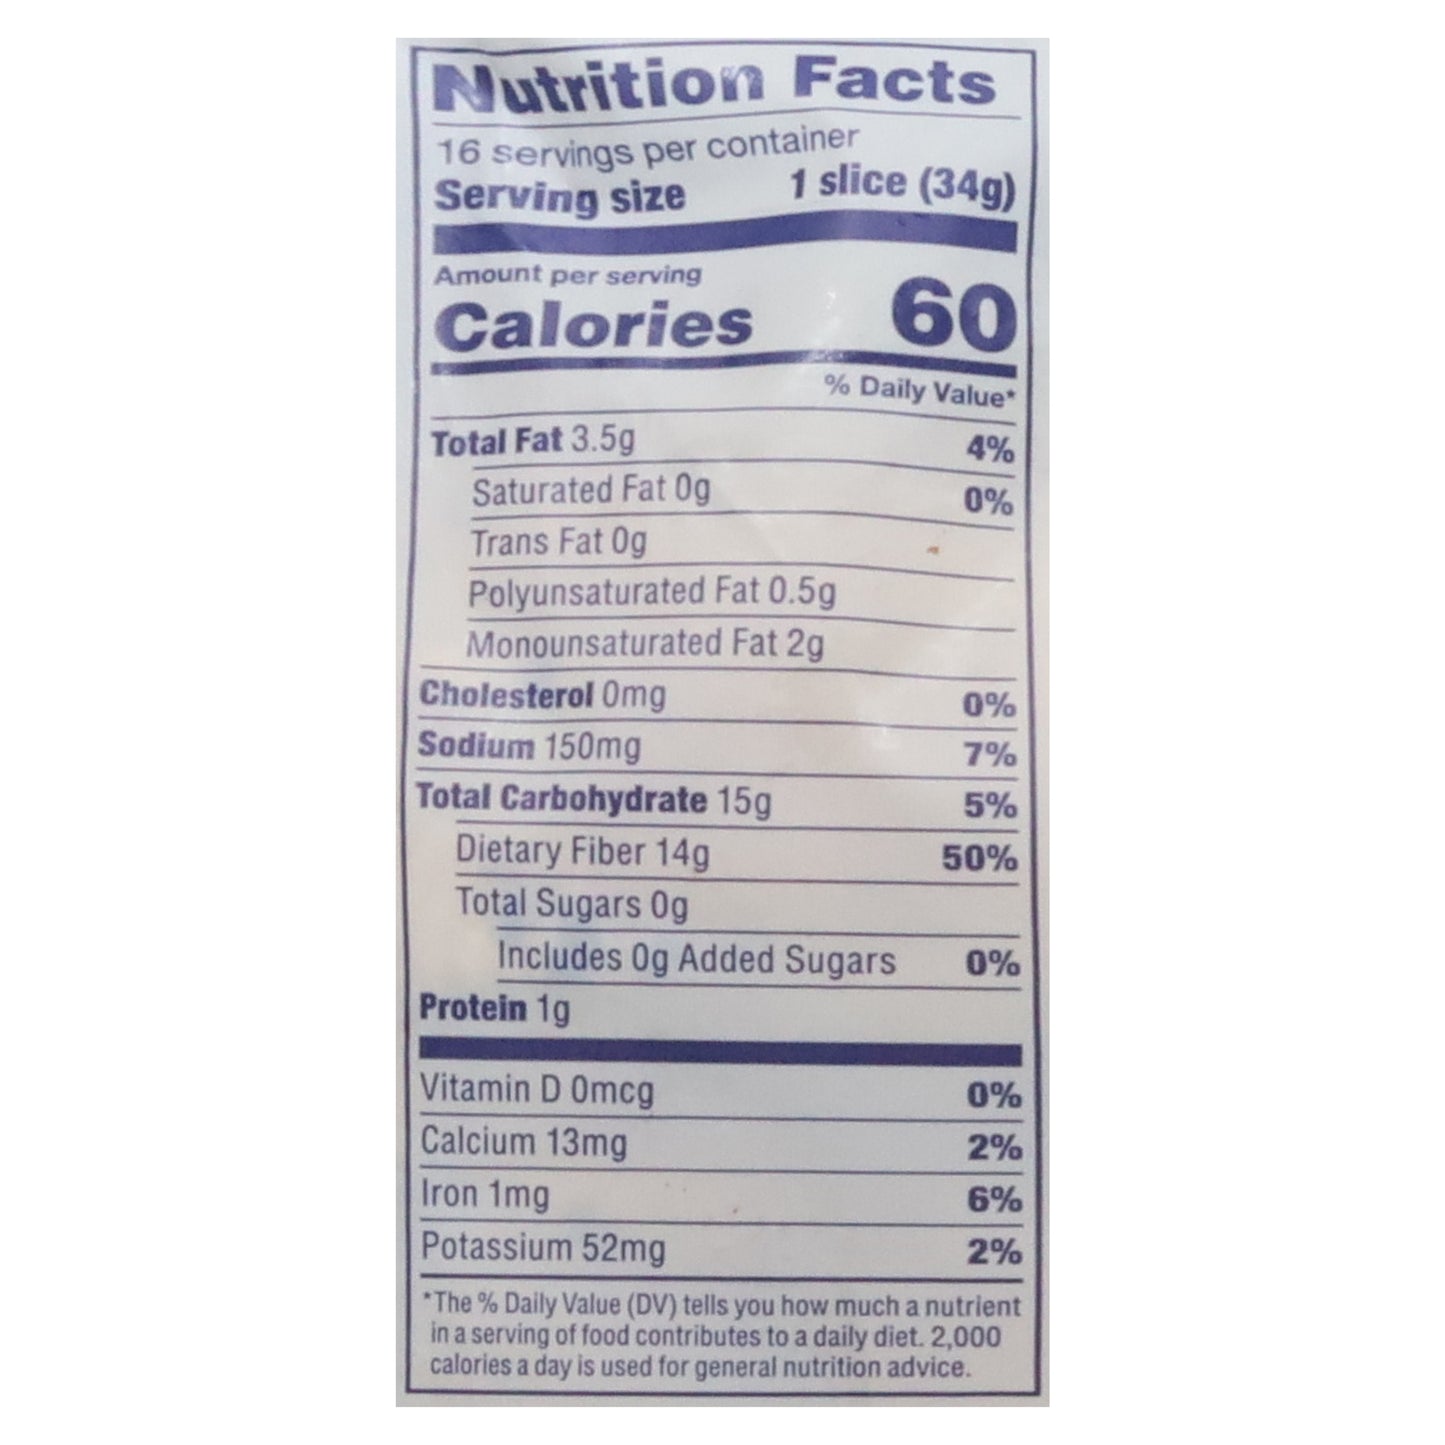 Nutrition Facts
16 servings per container
Serving size 1 slice (34g)
Amount per serving
Calories 60
% Daily Value*
Total Fat 3.5g 4%
Saturated Fat 0g 0%
Trans Fat 0g
Polyunsaturated Fat 0.5g
Monounsaturated Fat 2g
Cholesterol 0mg 0%
Sodium 150mg 7%
Total Carbohydrate 15g 5%
Dietary Fiber 14g 50%
Total Sugars 0g
Includes 0g Added Sugars 0%
Protein 1g
Vitamin D 0mcg 0%
Calcium 13mg 2%
Iron 1mg 6%
Potassium 52mg 2%
*The % Daily Value (DV) tells you how much a nutrient
in a serving of food contributes to a daily diet. 2,000
calories a day is used for general nutrition advice.